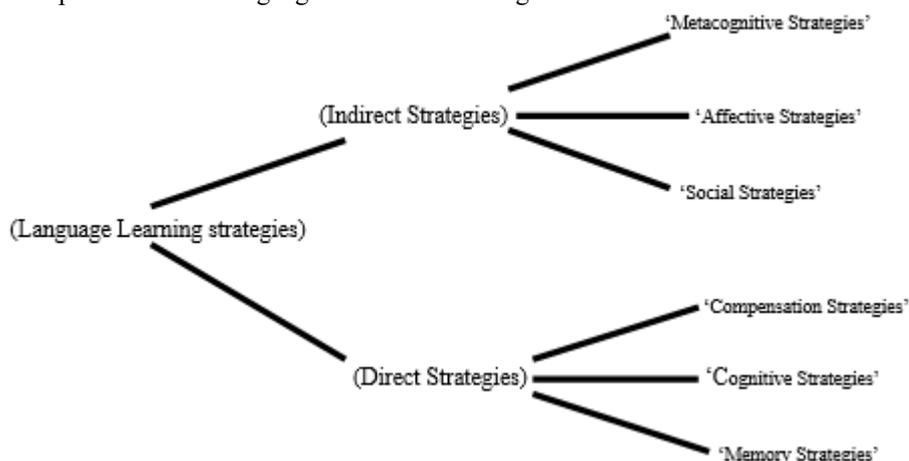 ‘Metacognitive Strategies’
(Indirect Strategies)
‘Affective Strategies’
‘Social Strategies’
(Language Learning strategies)
‘Compensation Strategies’
(Direct Strategies)
‘Cognitive Strategies’
‘Memory Strategies’